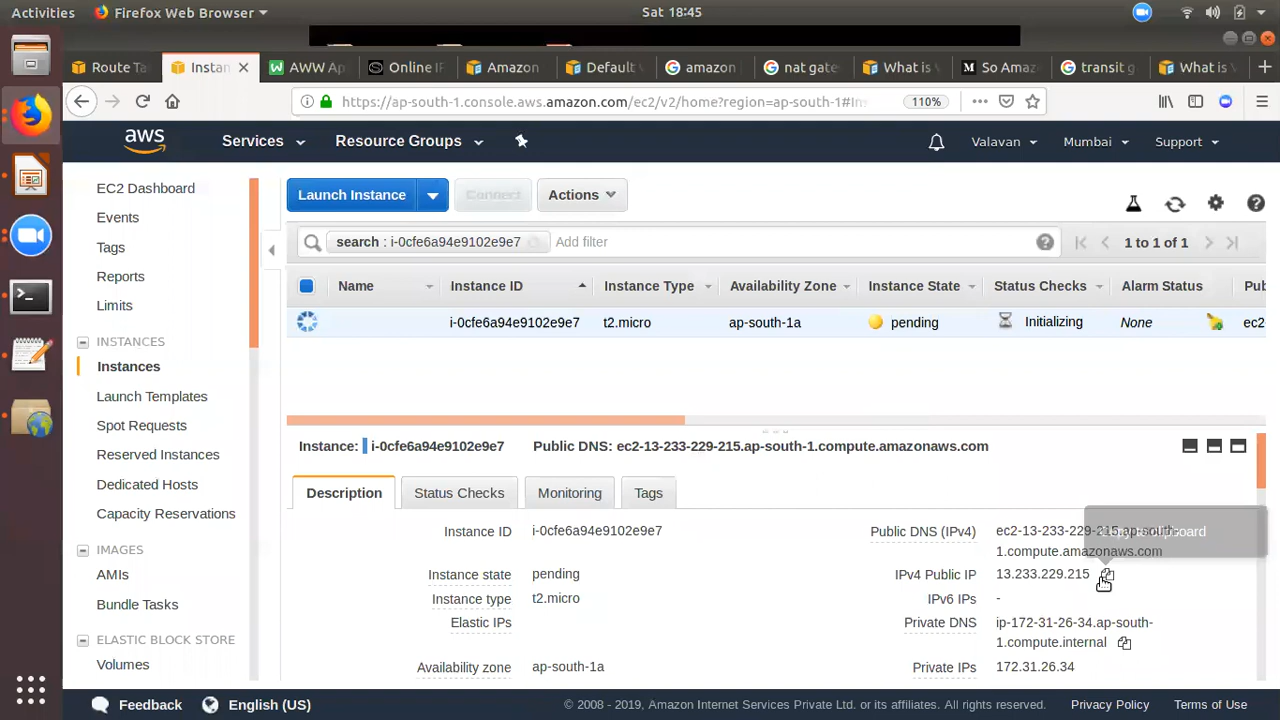 Activities Firefox Web Browser Sat 18:45
Route Ta Instan AWW Ap Online IP Amazon Default V amazon nat gate What is V So Amaz transit g What is V
https://ap-south-1.console.aws.amazon.com/ec2/v2/home?region=ap-south-1#Ins 110%
aws Services Resource Groups Valavan Mumbai Support
EC2 Dashboard
Events
Tags
Reports
Limits
INSTANCES
Instances
Launch Templates
Spot Requests
Reserved Instances
Dedicated Hosts
Capacity Reservations
IMAGES
AMIs
Bundle Tasks
ELASTIC BLOCK STORE
Volumes
Launch Instance Connect Actions
search : i-0cfe6a94e9102e9e7 Add filter 1 to 1 of 1
Name Instance ID Instance Type Availability Zone Instance State Status Checks Alarm Status Pub
i-0cfe6a94e9102e9e7 t2.micro ap-south-1a pending Initializing None ec2
Instance: i-0cfe6a94e9102e9e7 Public DNS: ec2-13-233-229-215.ap-south-1.compute.amazonaws.com
Description Status Checks Monitoring Tags
Instance ID i-0cfe6a94e9102e9e7
Instance state pending
Instance type t2.micro
Elastic IPs
Availability zone ap-south-1a
Public DNS (IPv4) ec2-13-233-229-215.ap-south-
1.compute.amazonaws.com
IPv4 Public IP 13.233.229.215
IPv6 IPs -
Private DNS ip-172-31-26-34.ap-south-
1.compute.internal
Private IPs 172.31.26.34
Feedback English (US) © 2008 - 2019, Amazon Internet Services Private Ltd. or its affiliates. All rights reserved. Privacy Policy Terms of Use